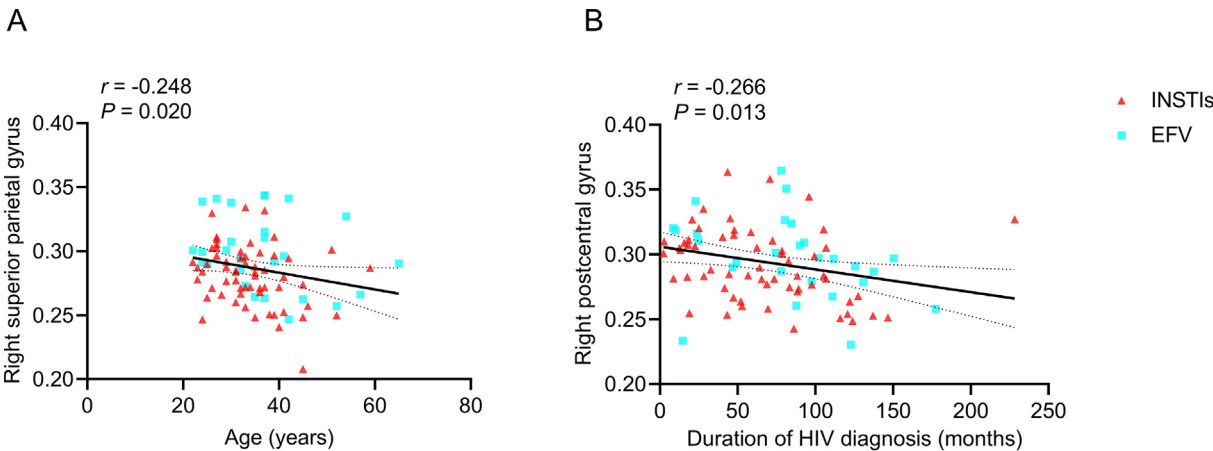 A
r = -0.248
P = 0.020
Right superior parietal gyrus
0.40
0.35
0.30
0.25
0.20
0
20
40
60
80
Age (years)
B
r = -0.266
P = 0.013
Right postcentral gyrus
0.40
0.35
0.30
0.25
0.20
0
50
100
150
200
250
Duration of HIV diagnosis (months)
INSTIs
EFV